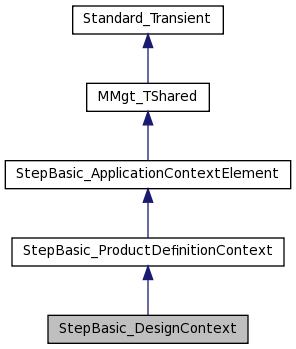 Standard_Transient
MMgt_TShared
StepBasic_ApplicationContextElement
StepBasic_ProductDefinitionContext
StepBasic_DesignContext